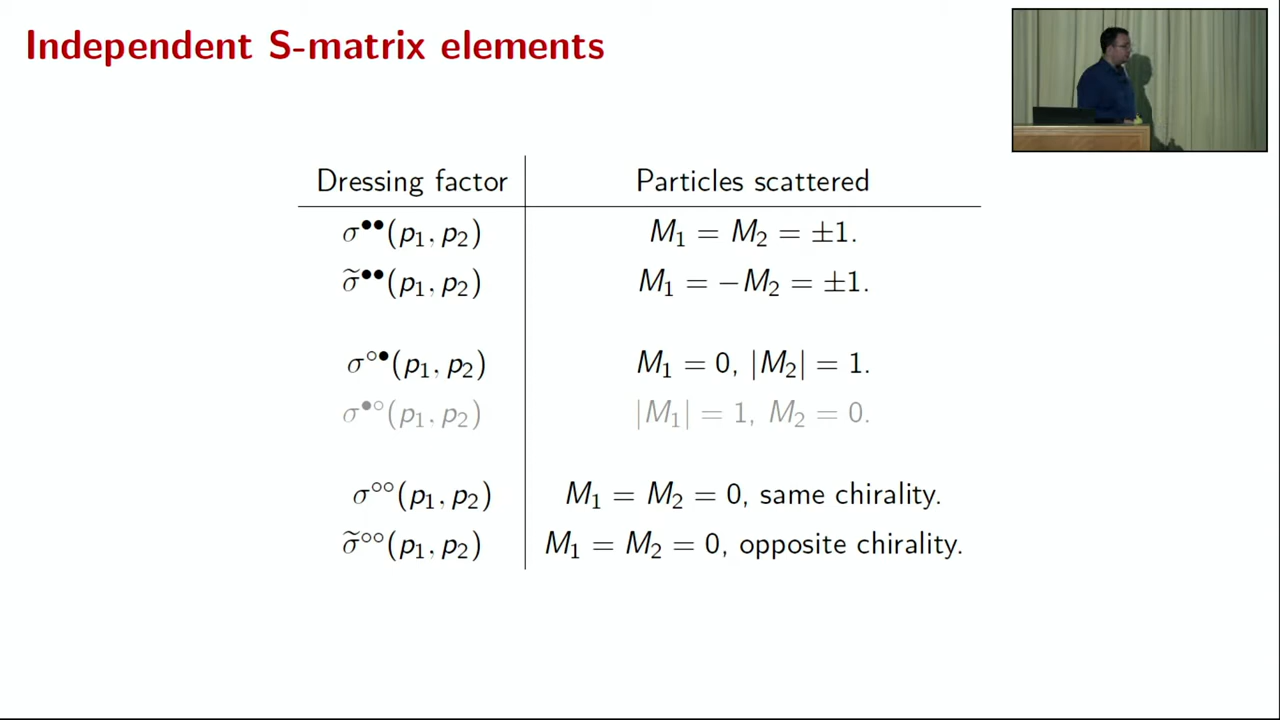 Independent S-matrix elements
Dressing factor Particles scattered
σ••(p₁, p₂) M₁ = M₂ = ±1.
σ̃••(p₁, p₂) M₁ = −M₂ = ±1.
σ◦•(p₁, p₂) M₁ = 0, |M₂| = 1.
σ•◦(p₁, p₂) |M₁| = 1, M₂ = 0.
σ◦◦(p₁, p₂) M₁ = M₂ = 0, same chirality.
σ̃◦◦(p₁, p₂) M₁ = M₂ = 0, opposite chirality.